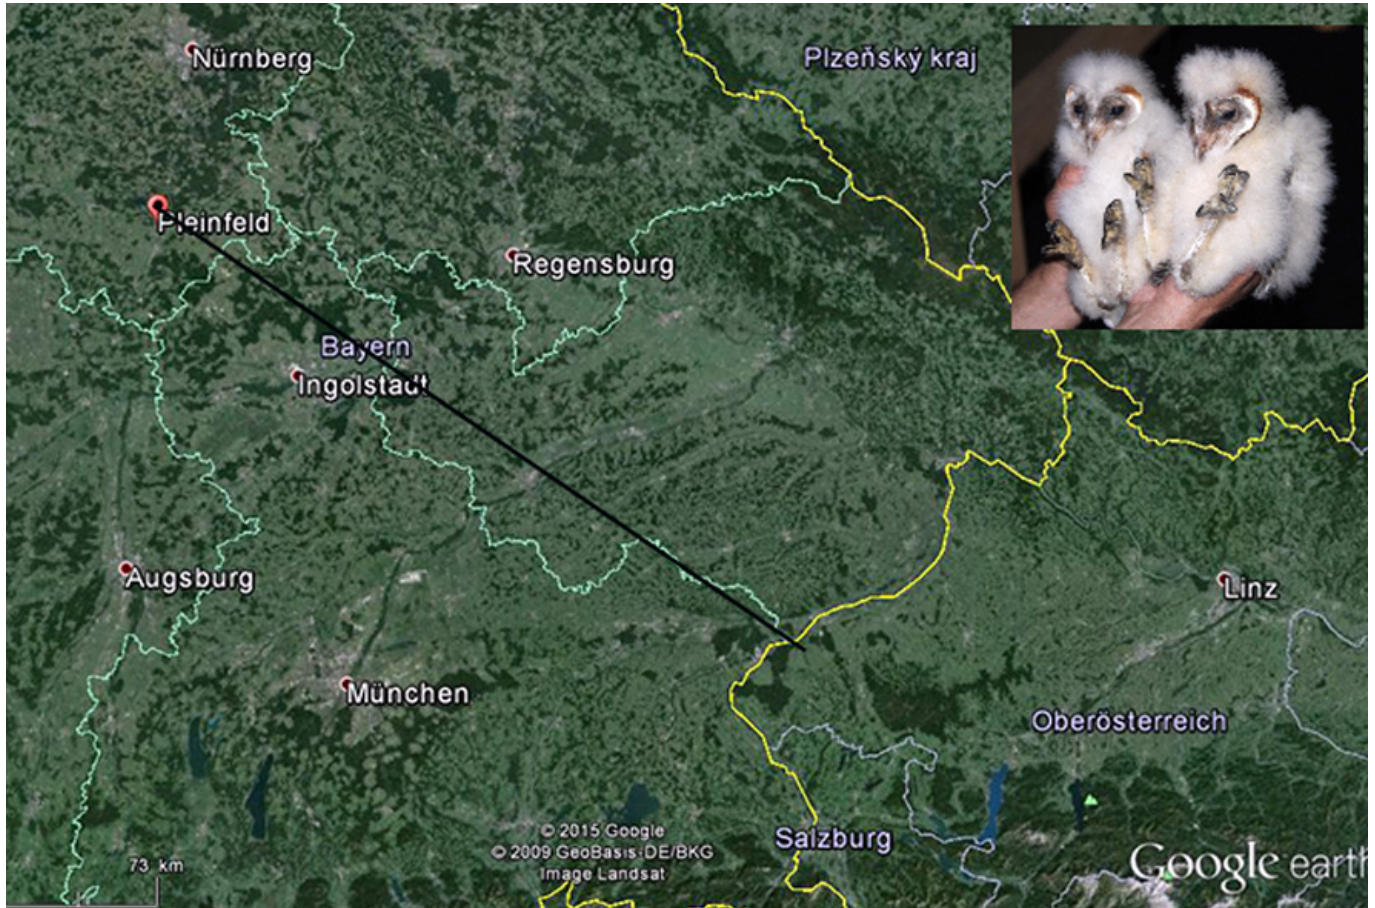 Nürnberg
Plzeňský kraj
Pleinfeld
Regensburg
Bayern
Ingolstadt
Augsburg
Linz
München
Oberösterreich
Salzburg
© 2015 Google
© 2009 GeoBasis-DE/BKG
Image Landsat
73 km
Google earth